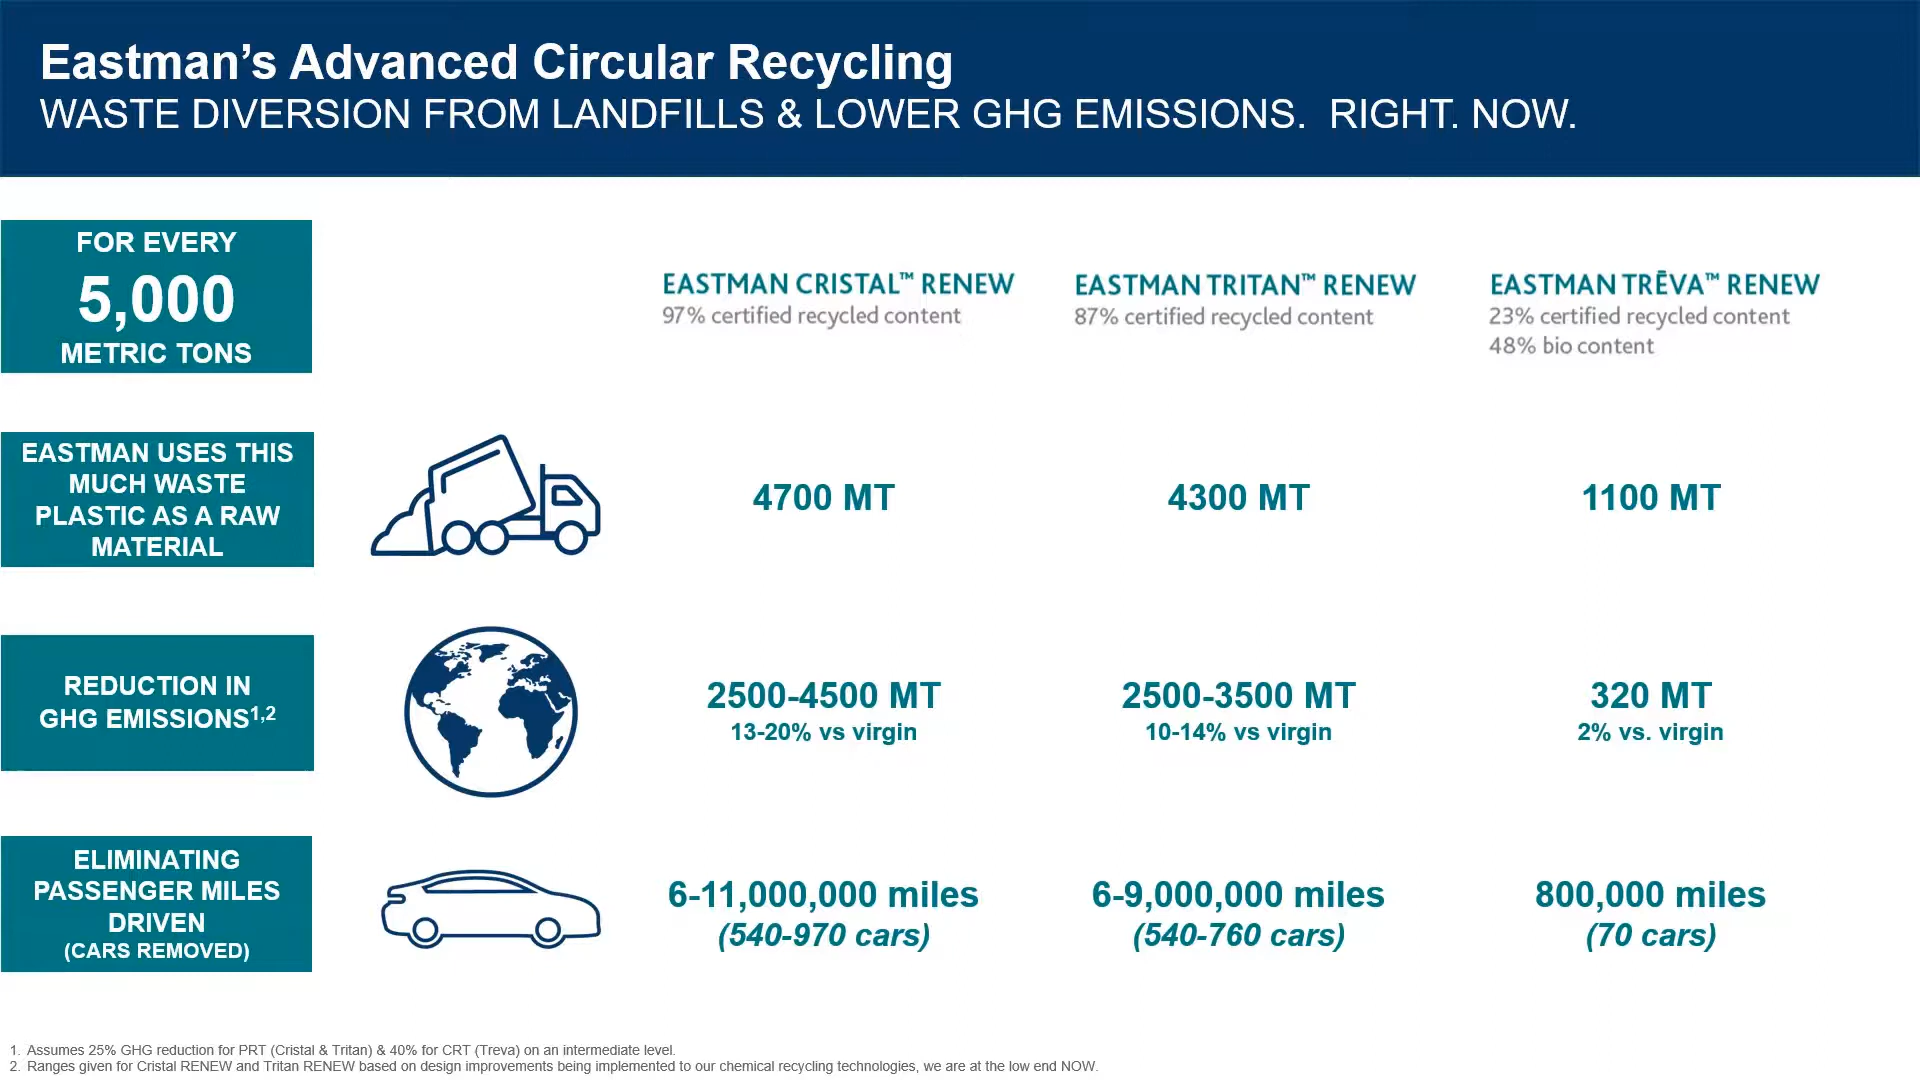 Eastman’s Advanced Circular Recycling
WASTE DIVERSION FROM LANDFILLS & LOWER GHG EMISSIONS.  RIGHT. NOW.
FOR EVERY
5,000
METRIC TONS
EASTMAN CRISTAL™ RENEW
97% certified recycled content
EASTMAN TRITAN™ RENEW
87% certified recycled content
EASTMAN TRĒVA™ RENEW
23% certified recycled content
48% bio content
EASTMAN USES THIS
MUCH WASTE
PLASTIC AS A RAW
MATERIAL
4700 MT
4300 MT
1100 MT
REDUCTION IN
GHG EMISSIONS1,2
2500-4500 MT
13-20% vs virgin
2500-3500 MT
10-14% vs virgin
320 MT
2% vs. virgin
ELIMINATING
PASSENGER MILES
DRIVEN
(CARS REMOVED)
6-11,000,000 miles
(540-970 cars)
6-9,000,000 miles
(540-760 cars)
800,000 miles
(70 cars)
1. Assumes 25% GHG reduction for PRT (Cristal & Tritan) & 40% for CRT (Treva) on an intermediate level.
2. Ranges given for Cristal RENEW and Tritan RENEW based on design improvements being implemented to our chemical recycling technologies, we are at the low end NOW.